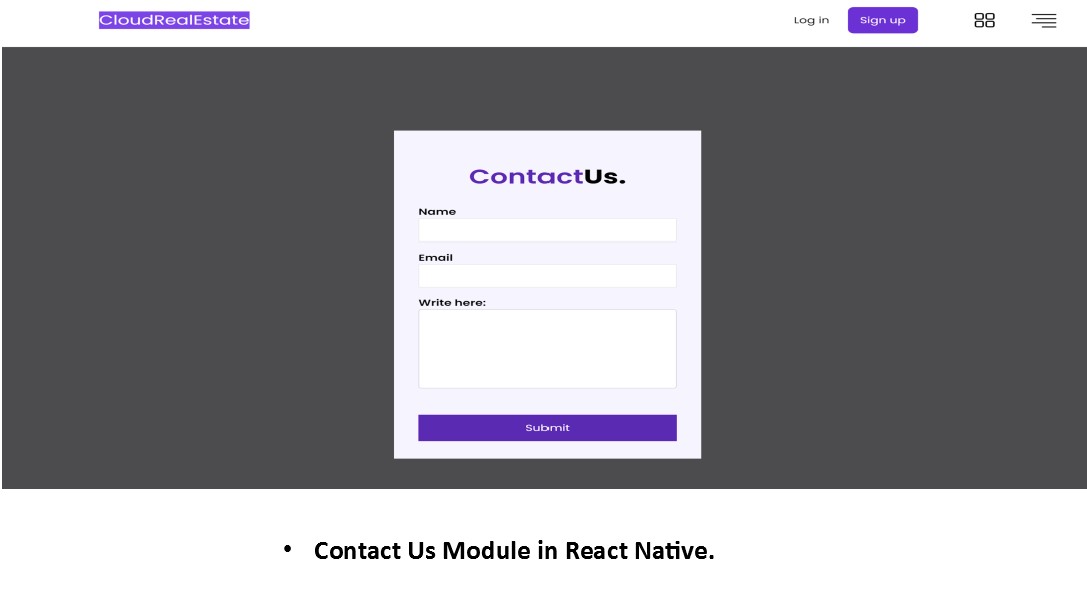 CloudRealEstate
Log in
Sign up
ContactUs.
Name
Email
Write here:
Submit
• Contact Us Module in React Native.